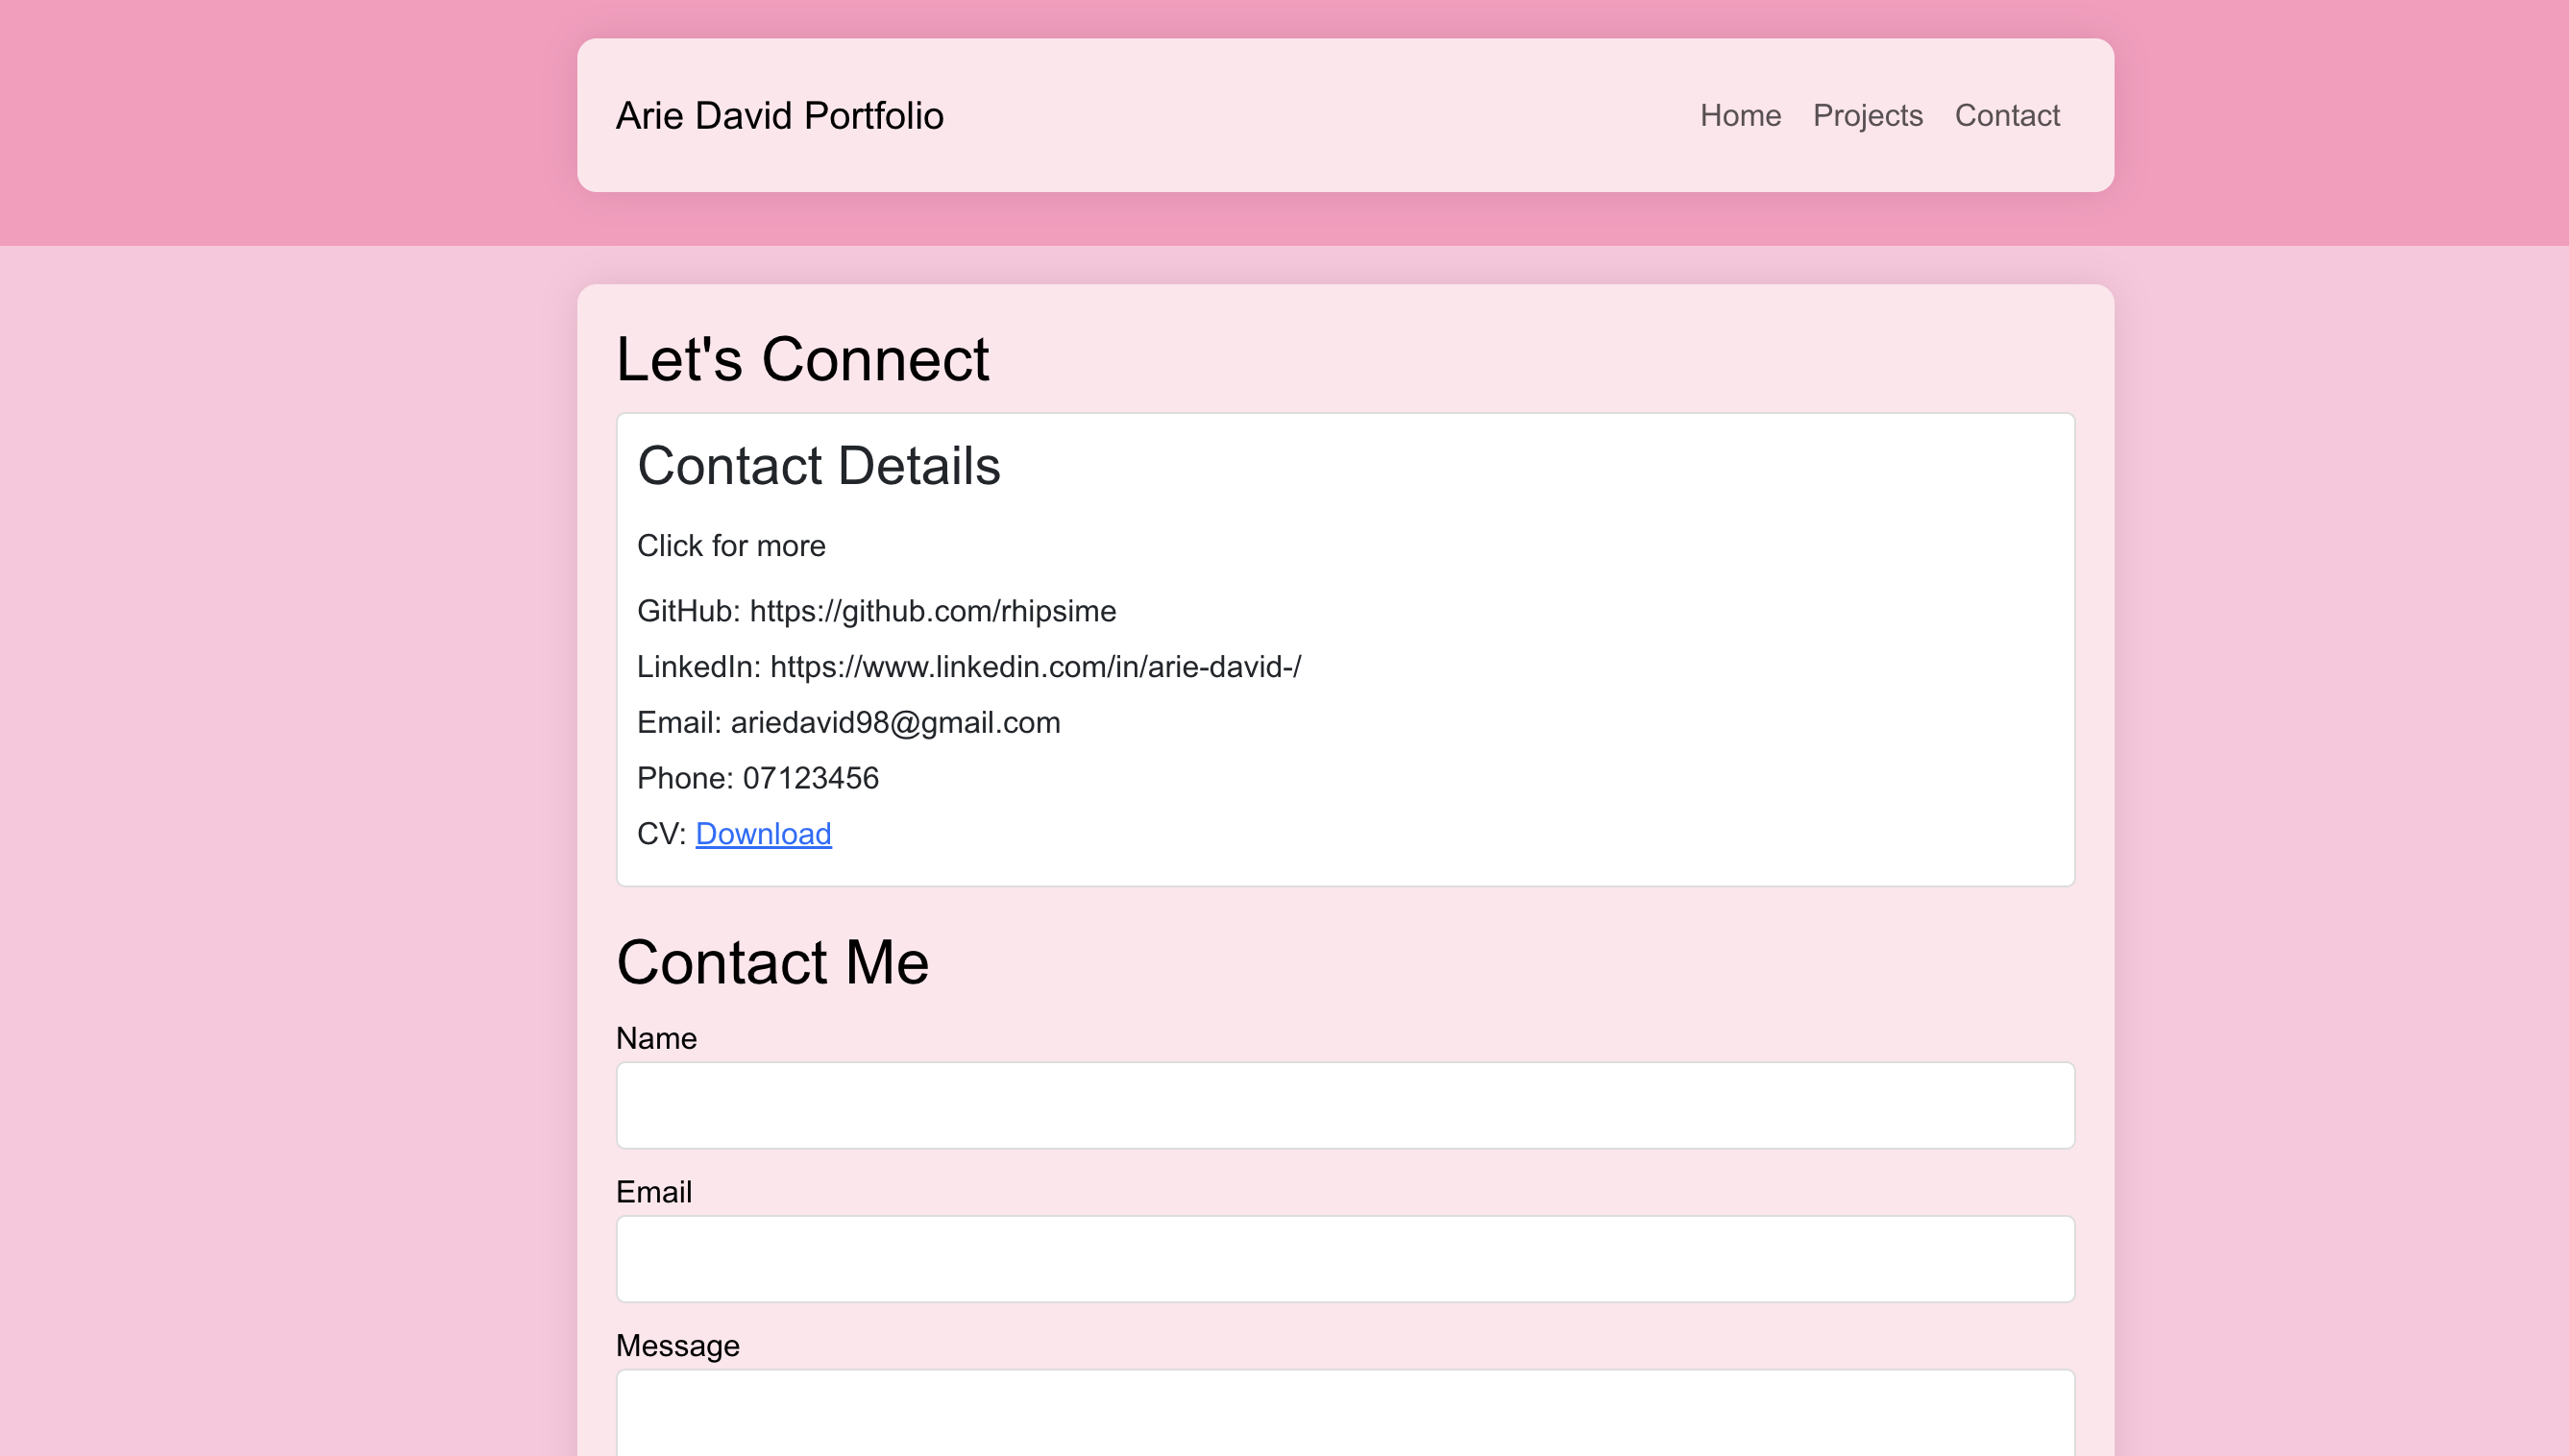 Arie David Portfolio
Home Projects Contact
Let's Connect
Contact Details
Click for more
GitHub: https://github.com/rhipsime
LinkedIn: https://www.linkedin.com/in/arie-david-/
Email: ariedavid98@gmail.com
Phone: 07123456
CV: Download
Contact Me
Name
Email
Message